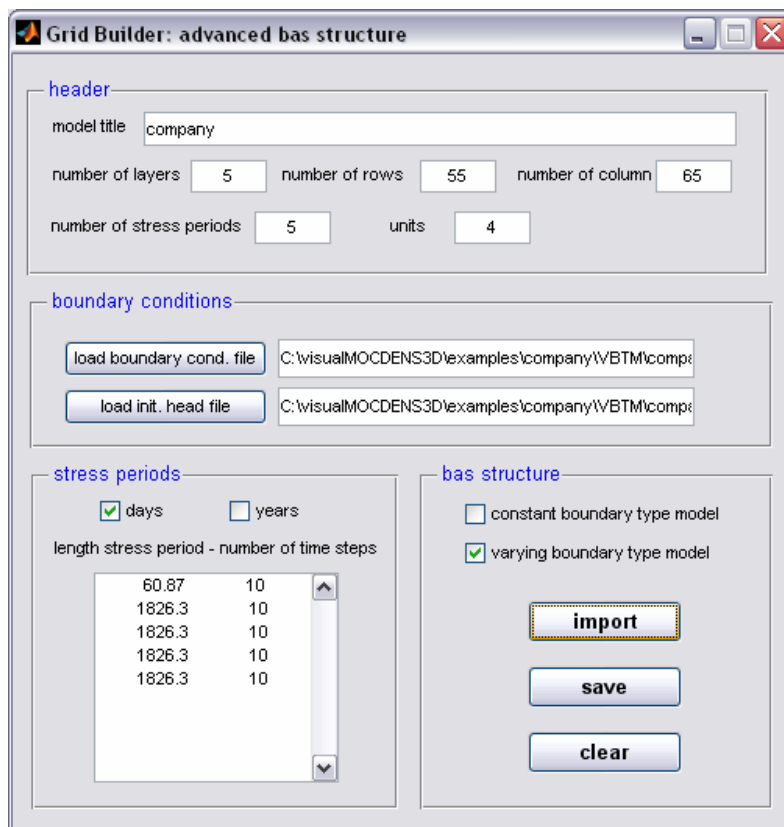 Grid Builder: advanced bas structure
header
model title company
number of layers 5 number of rows 55 number of column 65
number of stress periods 5 units 4
boundary conditions
load boundary cond. file C:\visualMOCDENS3D\examples\company\VBTM\compa
load init. head file C:\visualMOCDENS3D\examples\company\VBTM\compa
stress periods
days years
length stress period - number of time steps
60.87 10
1826.3 10
1826.3 10
1826.3 10
1826.3 10
bas structure
constant boundary type model
varying boundary type model
import
save
clear